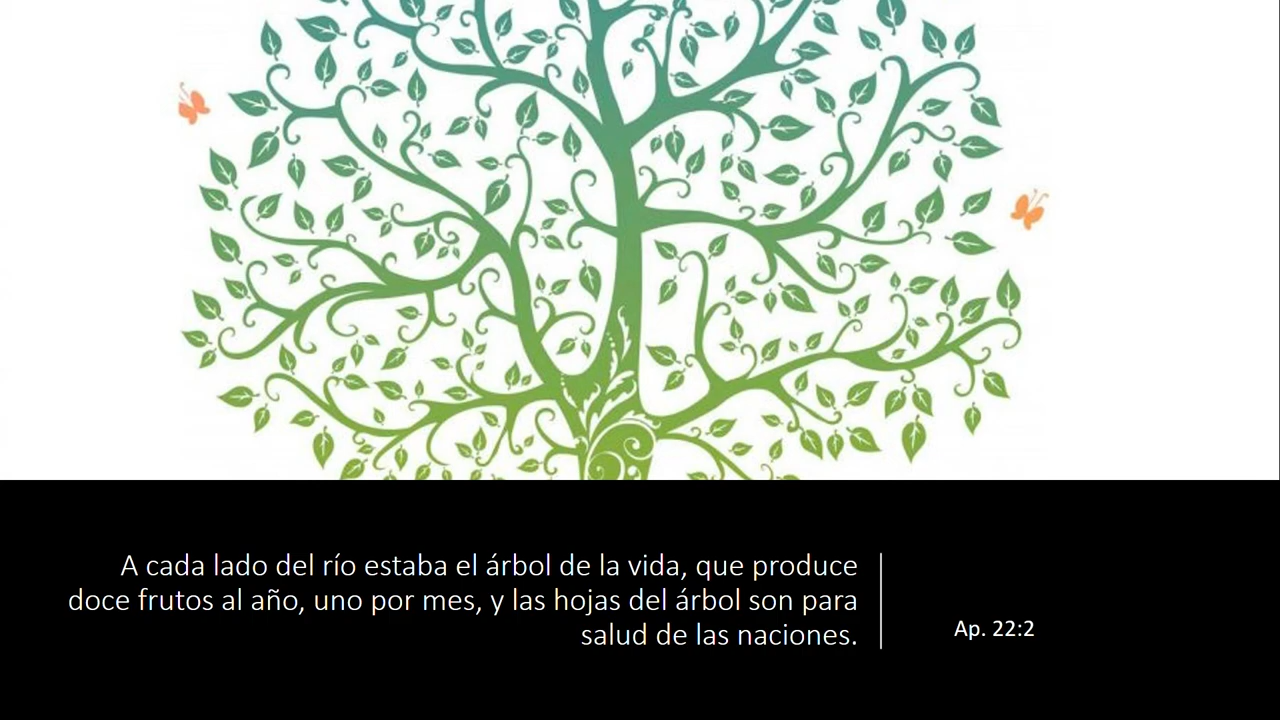 A cada lado del río estaba el árbol de la vida, que produce
doce frutos al año, uno por mes, y las hojas del árbol son para
salud de las naciones.
Ap. 22:2